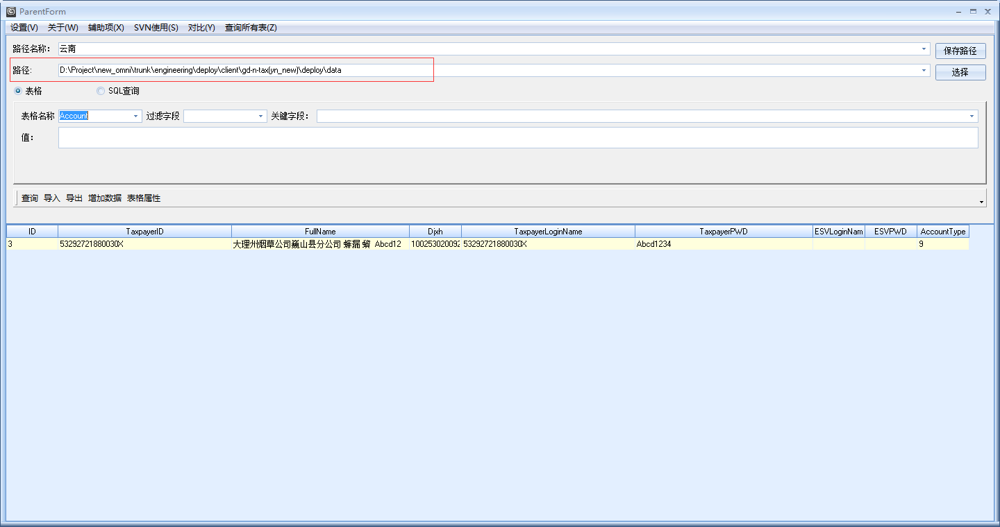 ParentForm
设置(V) 关于(W) 辅助项(X) SVN使用(S) 对比(Y) 查询所有表(Z)
路径名称: 云南 保存路径
路径: D:\Project\new_omni\trunk\engineering\deploy\client\gd-n-tax(yn_new)\deploy\data 选择
表格 SQL查询
表格名称 Account 过滤字段 关键字段:
值:
查询 导入 导出 增加数据 表格属性
ID TaxpayerID FullName Djxh TaxpayerLoginName TaxpayerPWD ESVLoginNam ESVPWD AccountType
3 53292721880030X 大理州烟草公司巍山县分公司 Abcd12 100253020092 53292721880030X Abcd1234 9